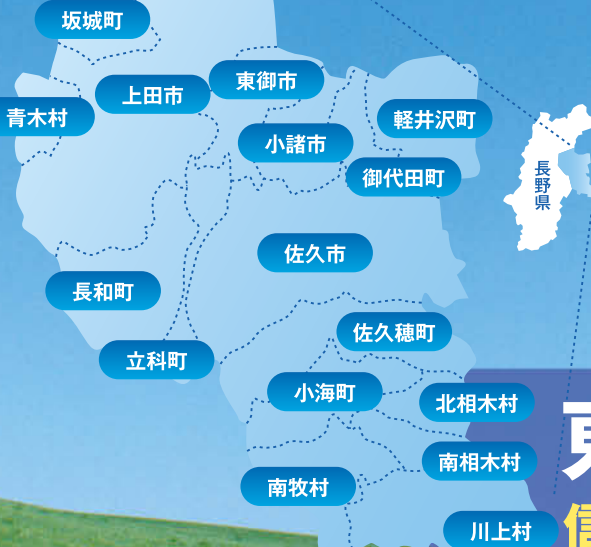 坂城町
東御市
上田市
青木村
軽井沢町
小諸市
御代田町
長野県
佐久市
長和町
佐久穂町
立科町
小海町
北相木村
南相木村
南牧村
川上村